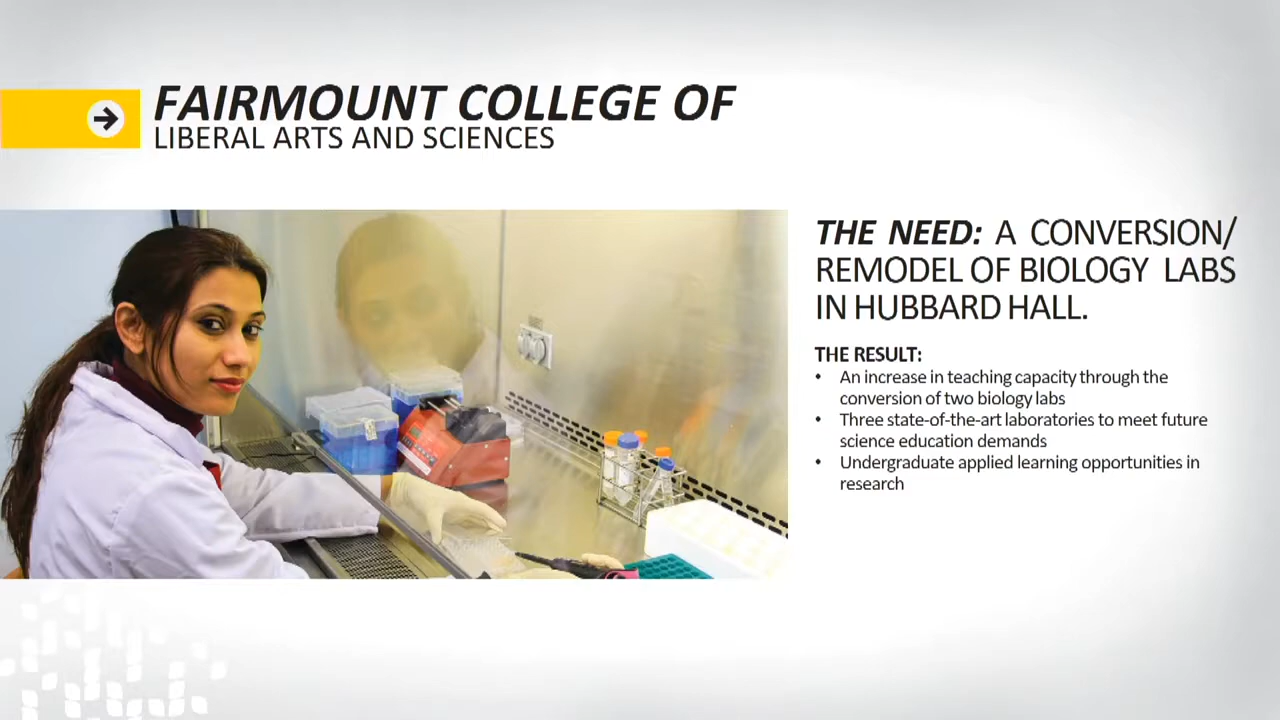 FAIRMOUNT COLLEGE OF
LIBERAL ARTS AND SCIENCES
THE NEED: A CONVERSION/
REMODEL OF BIOLOGY LABS
IN HUBBARD HALL.
THE RESULT:
• An increase in teaching capacity through the
conversion of two biology labs
• Three state-of-the-art laboratories to meet future
science education demands
• Undergraduate applied learning opportunities in
research